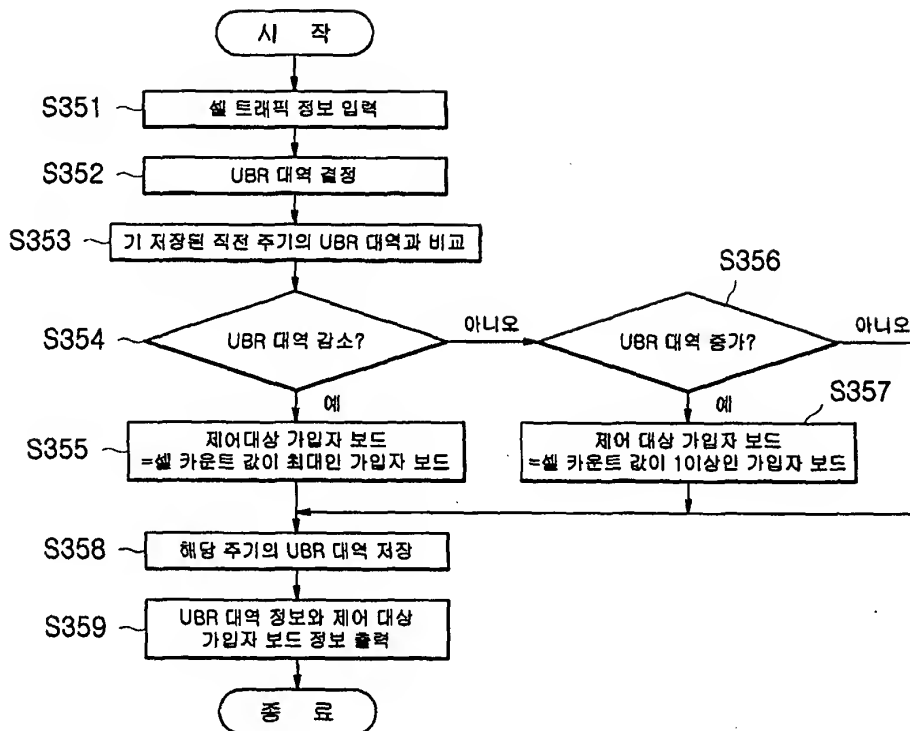 시 작
S351
셀 트래픽 정보 입력
S352
UBR 대역 결정
S353
기 저장된 직전 주기의 UBR 대역과 비교
S354
UBR 대역 감소?
아니오
S356
UBR 대역 증가?
아니오
예
예
S355
제어대상 가입자 보드
=셀 카운트 값이 최대인 가입자 보드
S357
제어 대상 가입자 보드
=셀 카운트 값이 1이상인 가입자 보드
S358
해당 주기의 UBR 대역 저장
S359
UBR 대역 정보와 제어 대상
가입자 보드 정보 출력
종 료